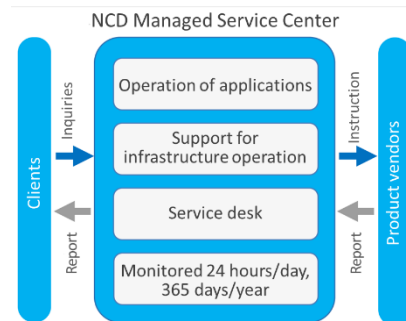 NCD Managed Service Center
Clients
Inquiries
Report
Operation of applications
Support for
infrastructure operation
Service desk
Monitored 24 hours/day,
365 days/year
Instruction
Report
Product vendors